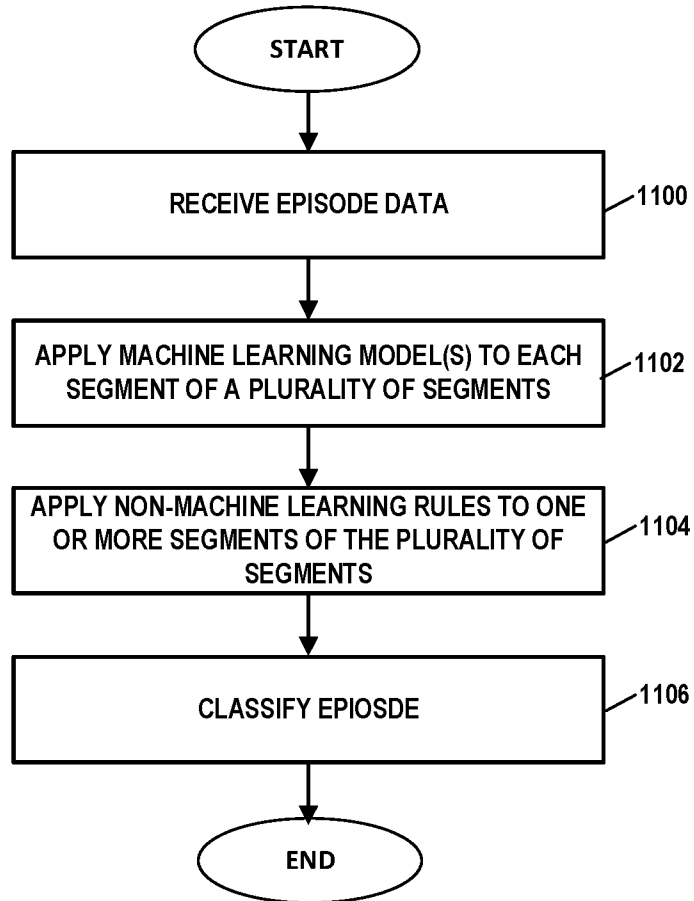 START
RECEIVE EPISODE DATA
1100
APPLY MACHINE LEARNING MODEL(S) TO EACH
SEGMENT OF A PLURALITY OF SEGMENTS
1102
APPLY NON-MACHINE LEARNING RULES TO ONE
OR MORE SEGMENTS OF THE PLURALITY OF
SEGMENTS
1104
CLASSIFY EPIOSDE
1106
END